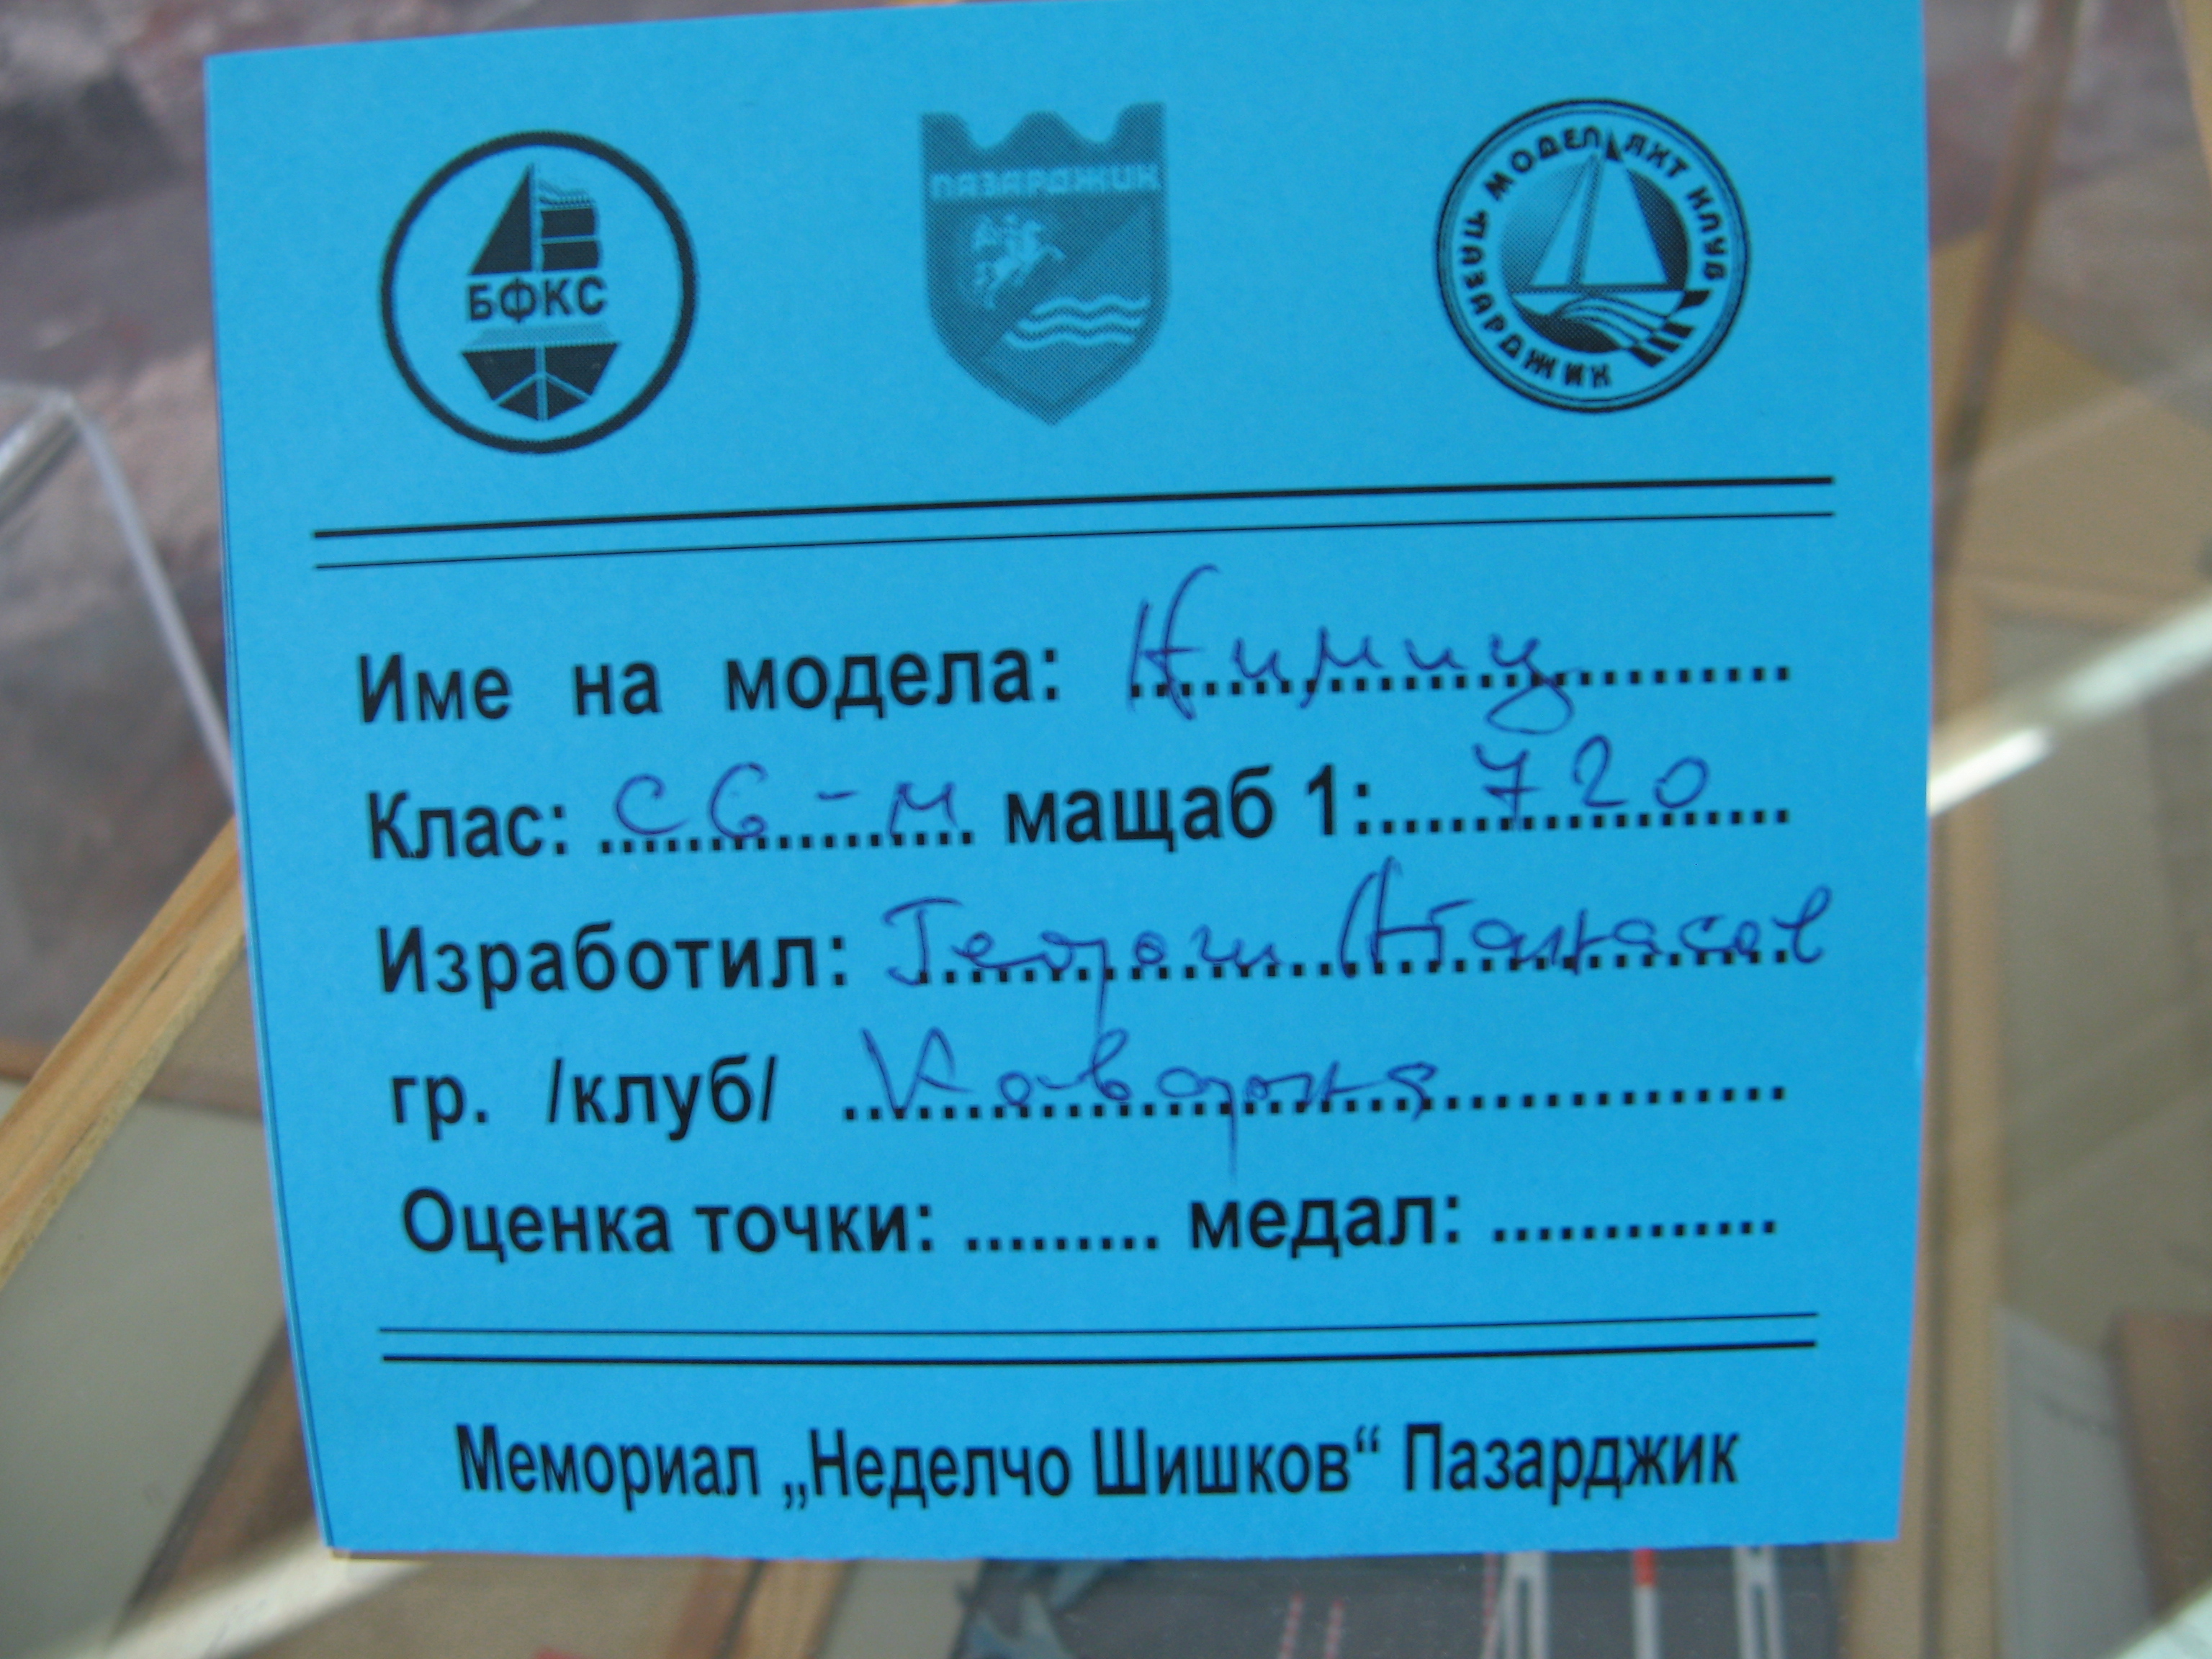 БФКС
ПАЗАРДЖИК
МОДЕЛ ЯХТ КЛУБ
ПАЗАРДЖИК
Име на модела: Нимиц
Клас: С6-м мащаб 1: 720
Изработил: Георги Атанасов
гр. /клуб/ Каварна
Оценка точки: ......... медал: .............
Мемориал „Неделчо Шишков“ Пазарджик